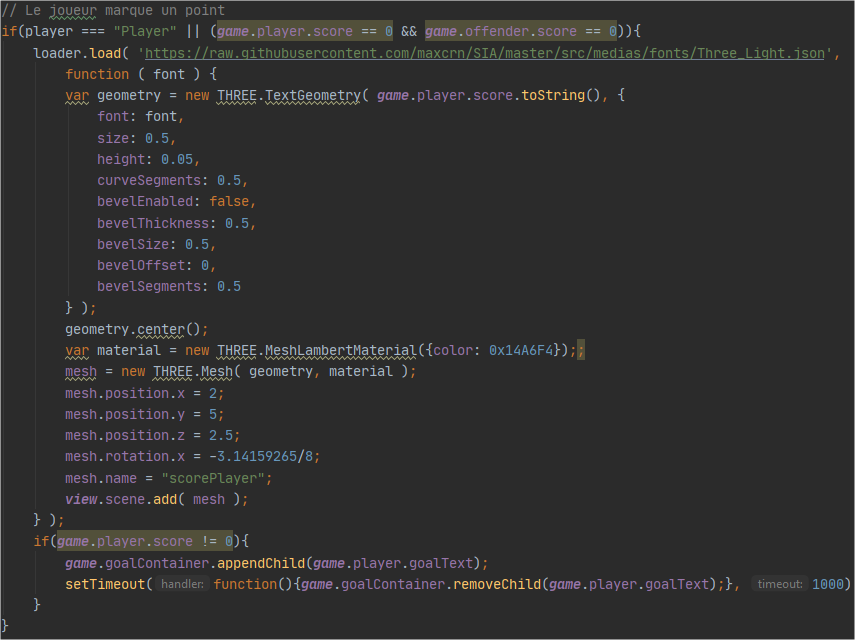 // Le joueur marque un point
if(player === "Player" || (game.player.score == 0 && game.offender.score == 0)){
loader.load( 'https://raw.githubusercontent.com/maxcrn/SIA/master/src/medias/fonts/Three_Light.json',
function ( font ) {
var geometry = new THREE.TextGeometry( game.player.score.toString(), {
font: font,
size: 0.5,
height: 0.05,
curveSegments: 0.5,
bevelEnabled: false,
bevelThickness: 0.5,
bevelSize: 0.5,
bevelOffset: 0,
bevelSegments: 0.5
} );
geometry.center();
var material = new THREE.MeshLambertMaterial({color: 0x14A6F4});;
mesh = new THREE.Mesh( geometry, material );
mesh.position.x = 2;
mesh.position.y = 5;
mesh.position.z = 2.5;
mesh.rotation.x = -3.14159265/8;
mesh.name = "scorePlayer";
view.scene.add( mesh );
} );
if(game.player.score != 0){
game.goalContainer.appendChild(game.player.goalText);
setTimeout( handler: function(){game.goalContainer.removeChild(game.player.goalText);}, timeout: 1000)
}
}